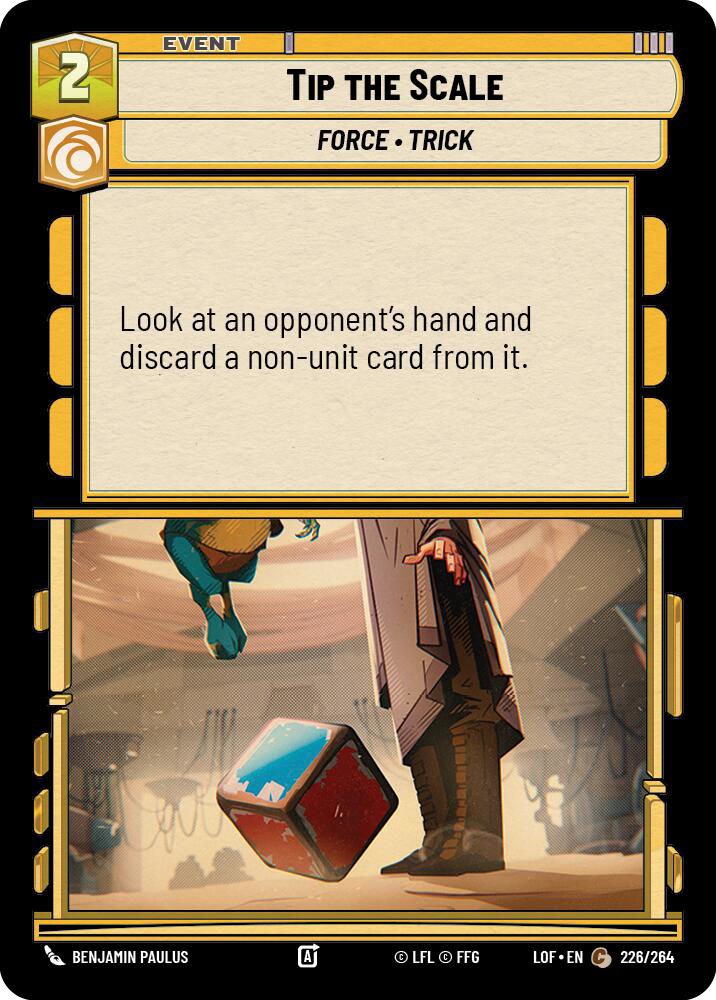 EVENT
2
TIP THE SCALE
FORCE • TRICK
Look at an opponent's hand and
discard a non-unit card from it.
BENJAMIN PAULUS
A
© LFL © FFG
LOF • EN
C
226/264